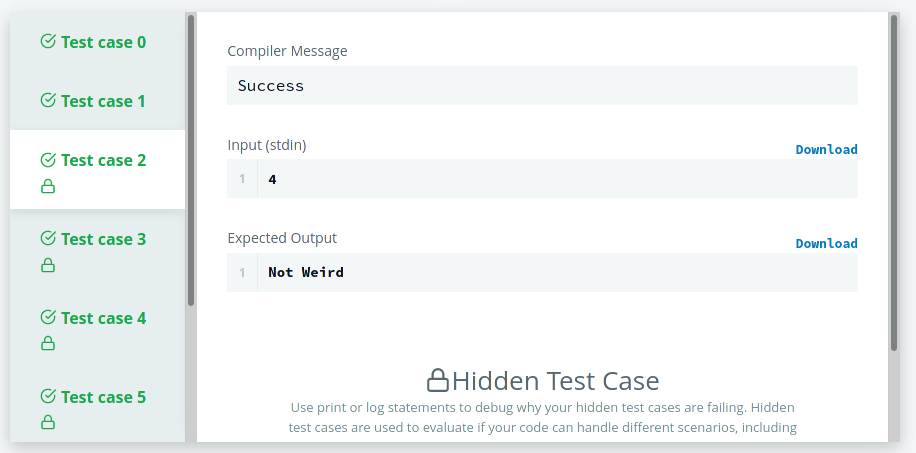 Test case 0
Test case 1
Test case 2
Test case 3
Test case 4
Test case 5
Compiler Message
Success
Input (stdin)
Download
1 4
Expected Output
Download
1 Not Weird
Hidden Test Case
Use print or log statements to debug why your hidden test cases are failing. Hidden
test cases are used to evaluate if your code can handle different scenarios, including